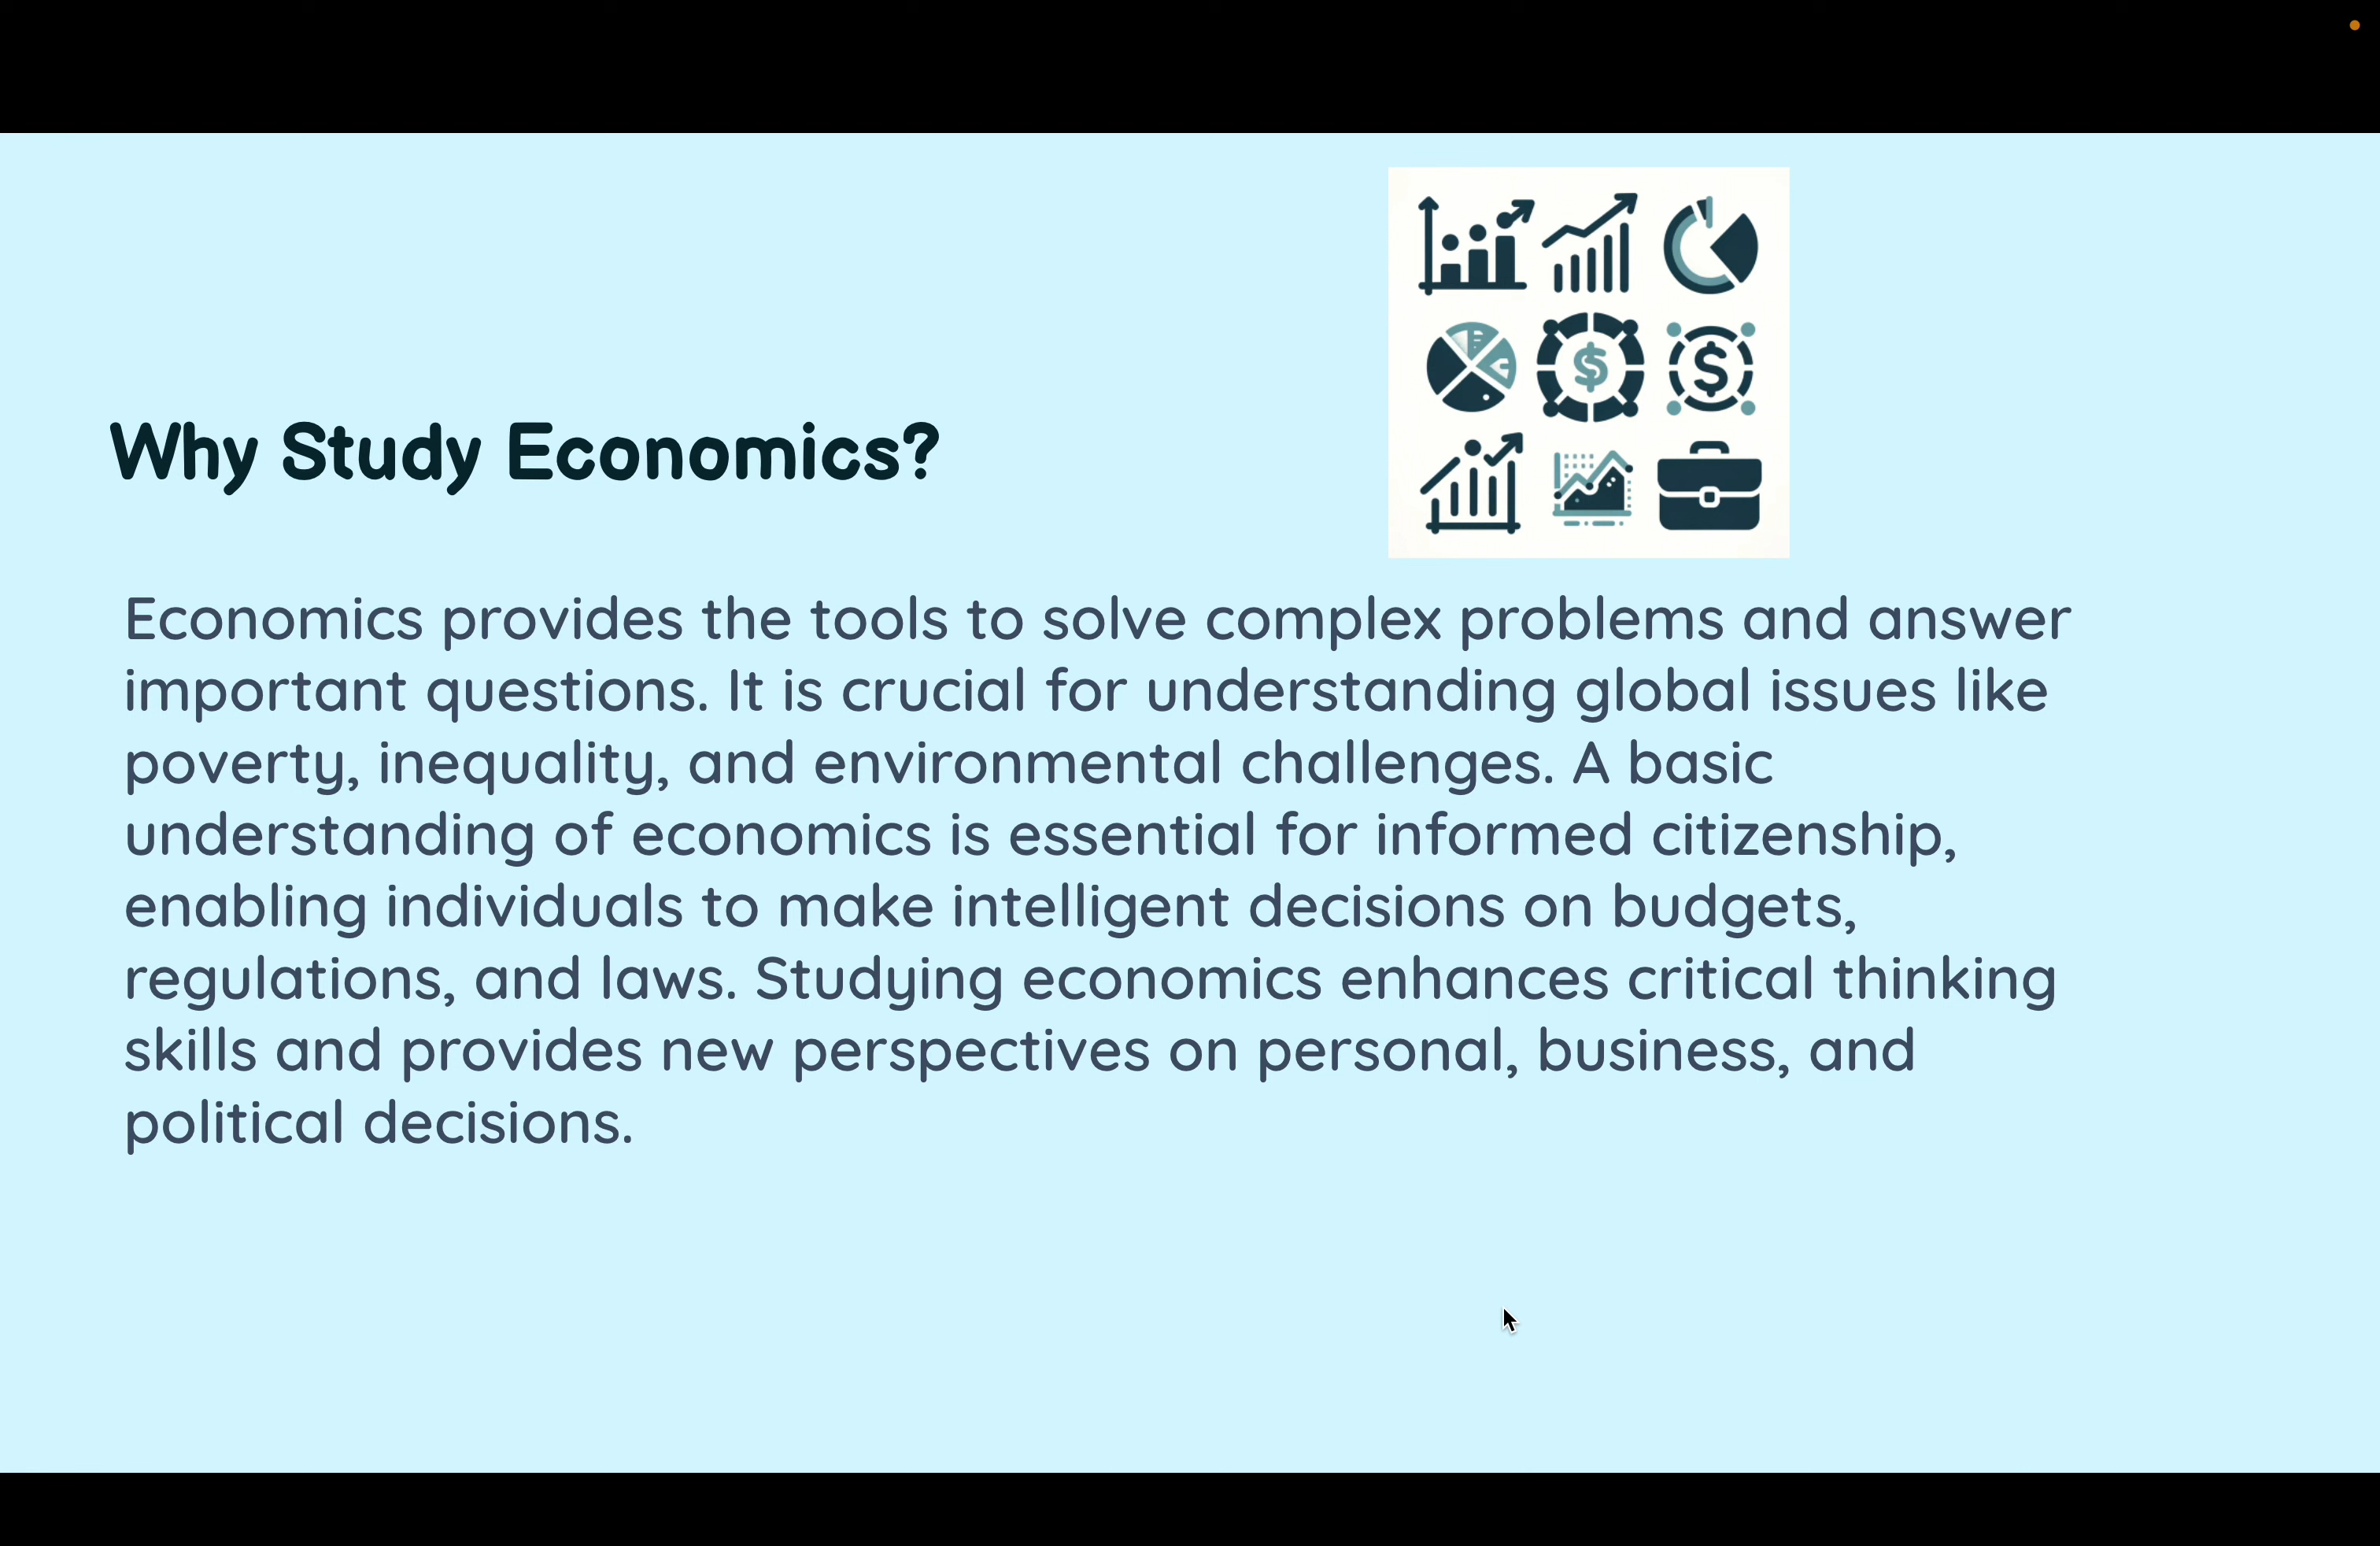 Why Study Economics?
Economics provides the tools to solve complex problems and answer
important questions. It is crucial for understanding global issues like
poverty, inequality, and environmental challenges. A basic
understanding of economics is essential for informed citizenship,
enabling individuals to make intelligent decisions on budgets,
regulations, and laws. Studying economics enhances critical thinking
skills and provides new perspectives on personal, business, and
political decisions.